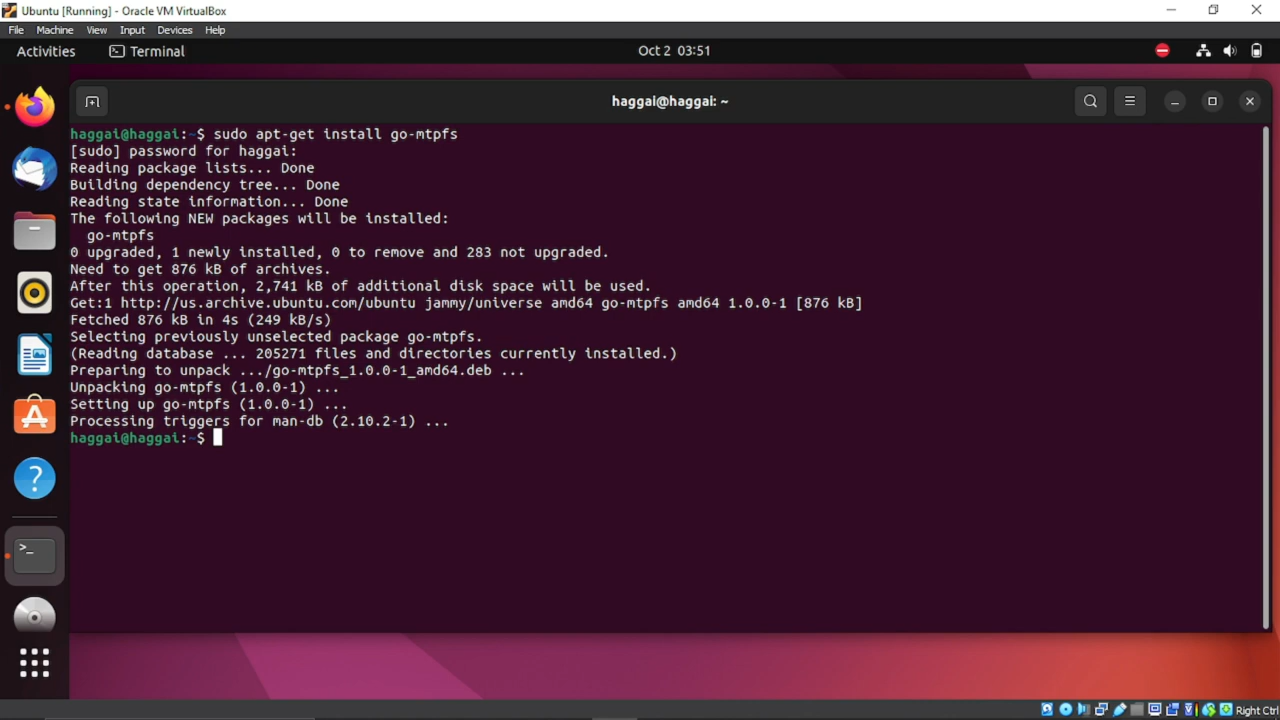 Ubuntu [Running] - Oracle VM VirtualBox
File Machine View Input Devices Help
Activities Terminal Oct 2 03:51
haggai@haggai: ~
haggai@haggai:~$ sudo apt-get install go-mtpfs
[sudo] password for haggai:
Reading package lists... Done
Building dependency tree... Done
Reading state information... Done
The following NEW packages will be installed:
go-mtpfs
0 upgraded, 1 newly installed, 0 to remove and 283 not upgraded.
Need to get 876 kB of archives.
After this operation, 2,741 kB of additional disk space will be used.
Get:1 http://us.archive.ubuntu.com/ubuntu jammy/universe amd64 go-mtpfs amd64 1.0.0-1 [876 kB]
Fetched 876 kB in 4s (249 kB/s)
Selecting previously unselected package go-mtpfs.
(Reading database ... 205271 files and directories currently installed.)
Preparing to unpack .../go-mtpfs_1.0.0-1_amd64.deb ...
Unpacking go-mtpfs (1.0.0-1) ...
Setting up go-mtpfs (1.0.0-1) ...
Processing triggers for man-db (2.10.2-1) ...
haggai@haggai:~$
Right Ctrl